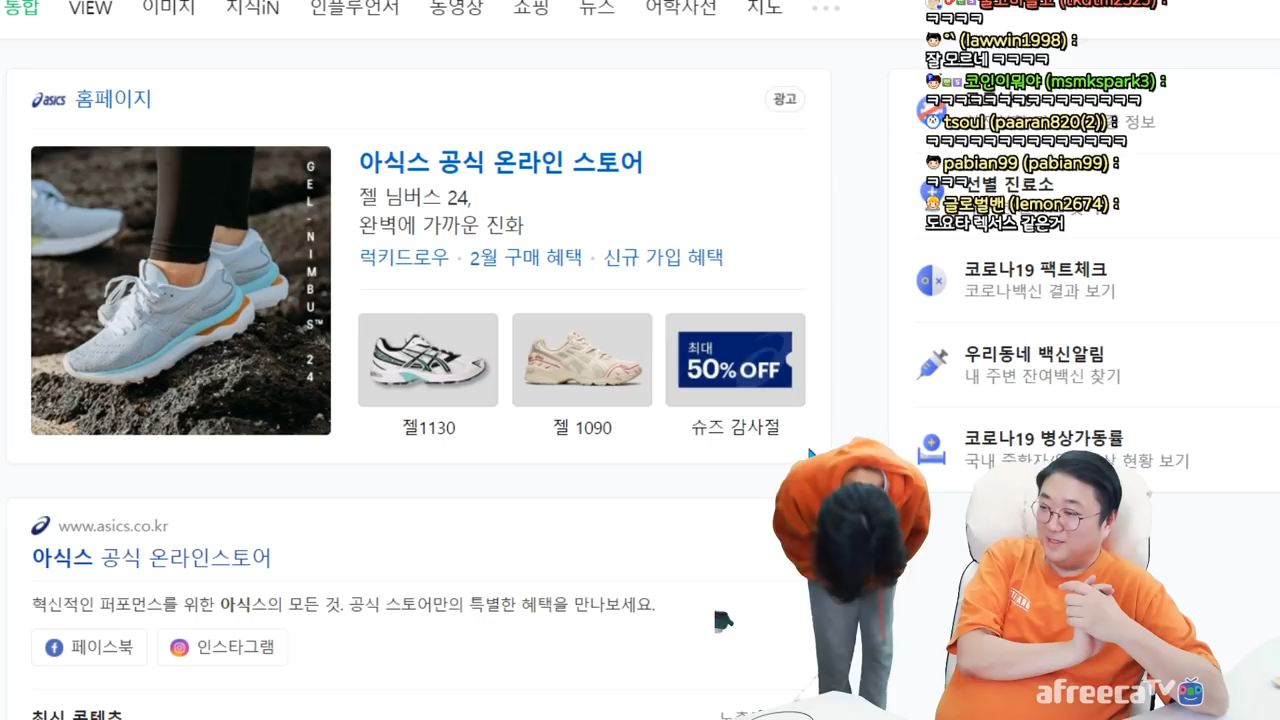 통합 VIEW 이미지 지식iN 인플루언서 동영상 쇼핑 뉴스 어학사전 지도
asics 홈페이지
광고
GEL-NIMBUS™ 24
아식스 공식 온라인 스토어
젤 님버스 24,
완벽에 가까운 진화
럭키드로우 · 2월 구매 혜택 · 신규 가입 혜택
최대
50% OFF
젤1130
젤 1090
슈즈 감사절
www.asics.co.kr
아식스 공식 온라인스토어
혁신적인 퍼포먼스를 위한 아식스의 모든 것. 공식 스토어만의 특별한 혜택을 만나보세요.
페이스북
인스타그램
최신 콘텐츠
ㅋㅋㅋㅋ
(lawwin1998) :
잘 모르네 ㅋㅋㅋㅋ
코인이뭐야 (msmkspark3) :
ㅋㅋㅋㅋㅋㅋㅋㅋㅋㅋㅋㅋㅋㅋㅋ
정보
tsoul (paaran820(2)) :
ㅋㅋㅋㅋㅋㅋㅋㅋㅋㅋㅋㅋㅋㅋ
pabian99 (pabian99) :
ㅋㅋㅋ
선별 진료소
글로벌밴 (lemon2674) :
도요타 렉서스 같은거
코로나19 팩트체크
코로나백신 결과 보기
우리동네 백신알림
내 주변 잔여백신 찾기
코로나19 병상가동률
국내 현황 보기
afreecaTV